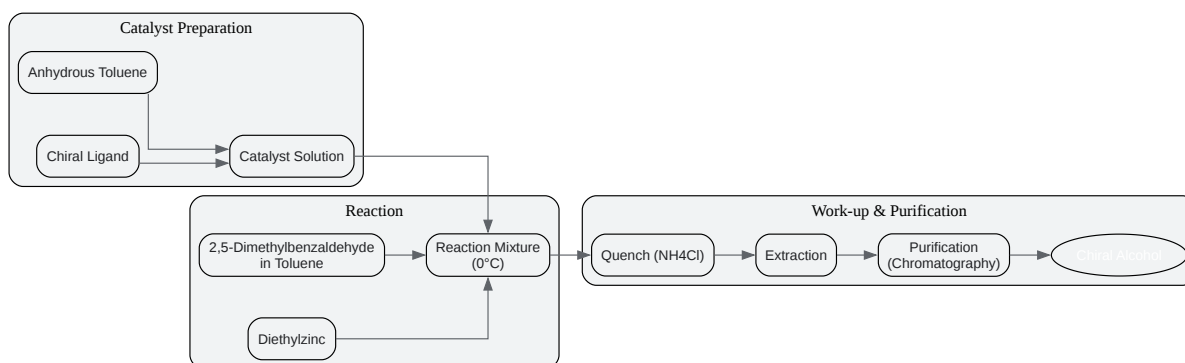 Catalyst Preparation
Anhydrous Toluene
Chiral Ligand
Catalyst Solution
Reaction
2,5-Dimethylbenzaldehyde
in Toluene
Reaction Mixture
(0°C)
Diethylzinc
Work-up & Purification
Quench (NH4Cl)
Extraction
Purification
(Chromatography)
Chiral Alcohol